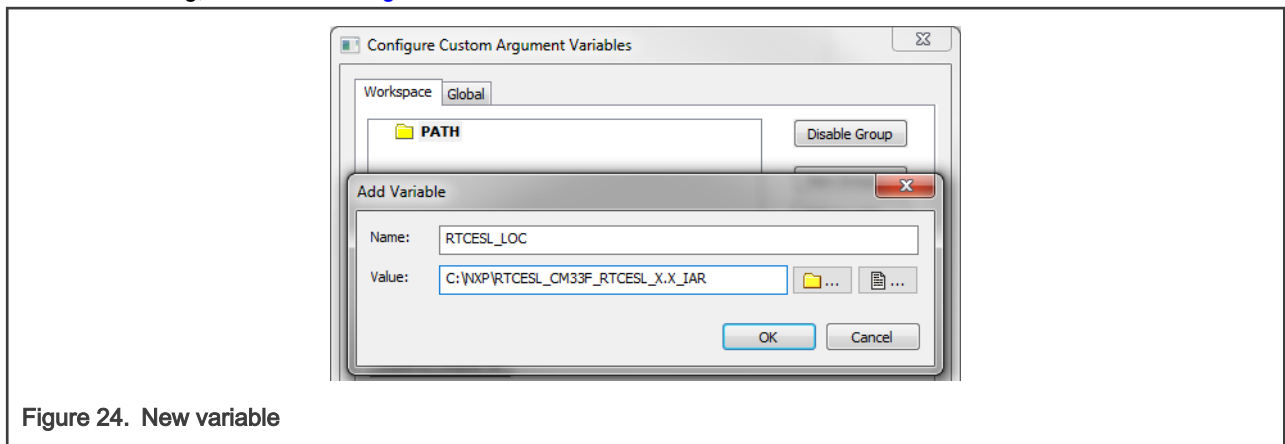 Configure Custom Argument Variables
Workspace Global
PATH
Disable Group
Add Variable
Name: RTCESL_LOC
Value: C:\NXP\RTCESL_CM33F_RTCESL_X.X_IAR ... ...
OK Cancel
Figure 24. New variable